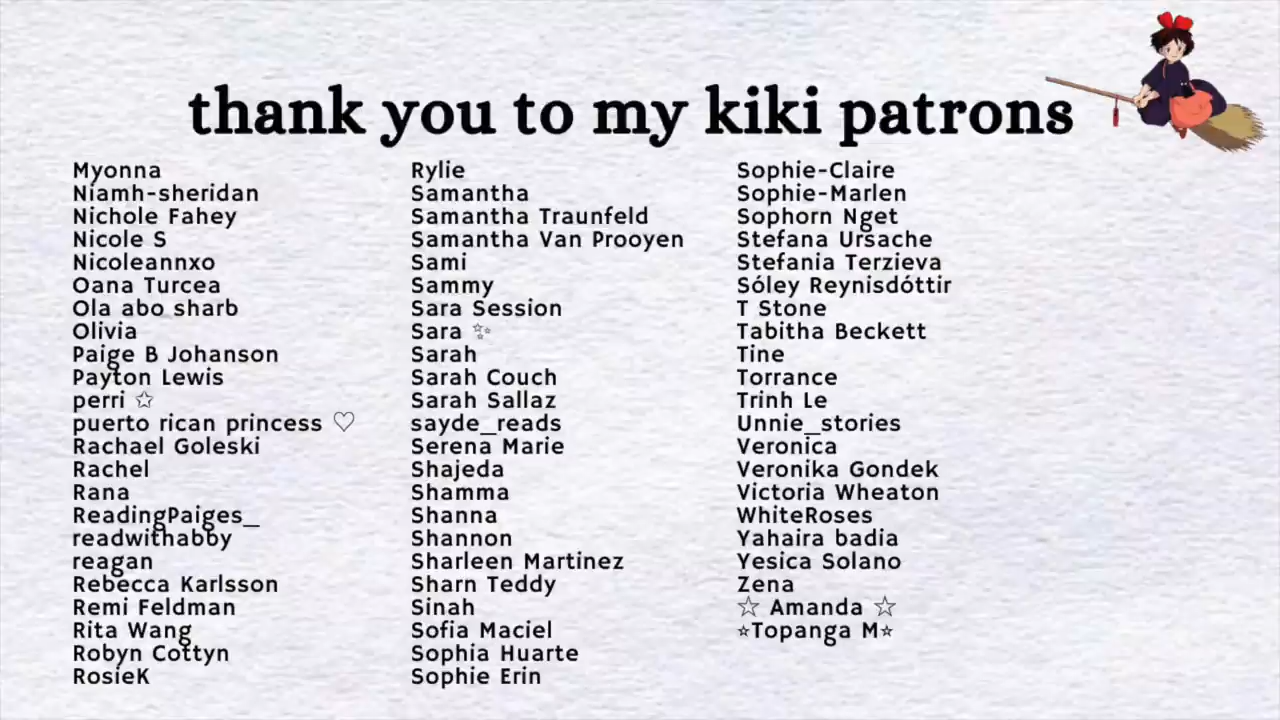 thank you to my kiki patrons
Myonna
Niamh-sheridan
Nichole Fahey
Nicole S
Nicoleannxo
Oana Turcea
Ola abo sharb
Olivia
Paige B Johanson
Payton Lewis
perri ✩
puerto rican princess ♡
Rachael Goleski
Rachel
Rana
ReadingPaiges_
readwithabby
reagan
Rebecca Karlsson
Remi Feldman
Rita Wang
Robyn Cottyn
RosieK
Rylie
Samantha
Samantha Traunfeld
Samantha Van Prooyen
Sami
Sammy
Sara Session
Sara ✨
Sarah
Sarah Couch
Sarah Sallaz
sayde_reads
Serena Marie
Shajeda
Shamma
Shanna
Shannon
Sharleen Martinez
Sharn Teddy
Sinah
Sofia Maciel
Sophia Huarte
Sophie Erin
Sophie-Claire
Sophie-Marlen
Sophorn Nget
Stefana Ursache
Stefania Terzieva
Sóley Reynisdóttir
T Stone
Tabitha Beckett
Tine
Torrance
Trinh Le
Unnie_stories
Veronica
Veronika Gondek
Victoria Wheaton
WhiteRoses
Yahaira badia
Yesica Solano
Zena
☆ Amanda ☆
⭐Topanga M⭐